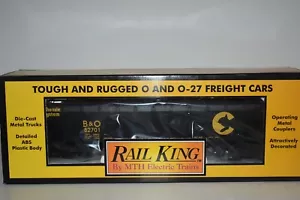 TOUGH AND RUGGED O AND O-27 FREIGHT CARS
Die-Cast
Metal Trucks
Detailed
ABS
Plastic Body
B&O
82701
C
Operating
Metal
Couplers
Attractively
Decorated
RAIL KING
By MTH Electric Trains